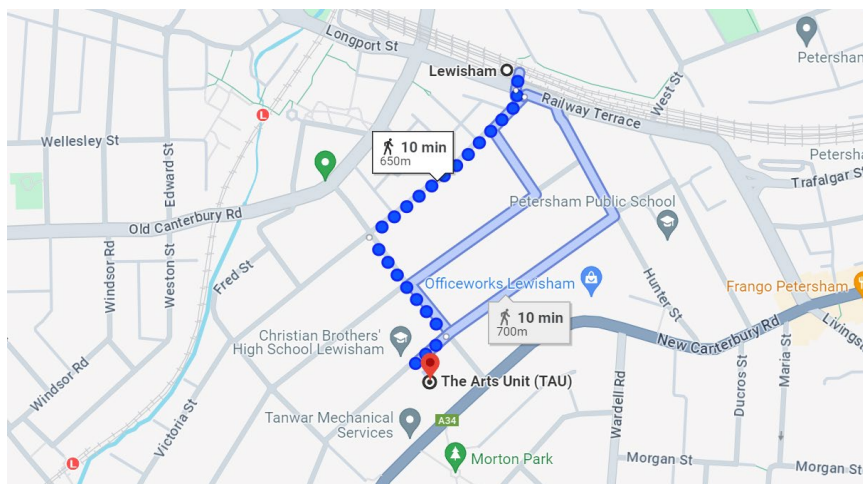 Longport St
Petersham
Lewisham
Railway Terrace
West St
L
Wellesley St
Edward St
10 min
650m
Petersham
Trafalgar St
Old Canterbury Rd
Petersham Public School
Windsor Rd
Weston St
Fred St
Officeworks Lewisham
Hunter St
Frango Petersham
10 min
700m
New Canterbury Rd
Livings
Christian Brothers'
High School Lewisham
Maria St
Windsor Rd
The Arts Unit (TAU)
Wardell Rd
Ducros St
Victoria St
Tanwar Mechanical
Services
A34
L
Morton Park
Morgan St
Morgan St